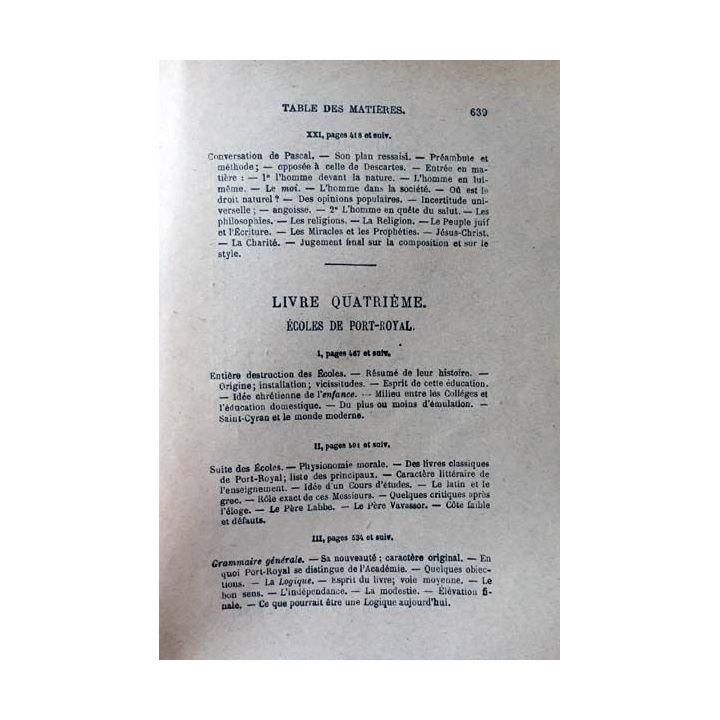 TABLE DES MATIÈRES. 639
XXI, pages 418 et suiv.
Conversation de Pascal. — Son plan ressaisi. — Préambule et
méthode; — opposée à celle de Descartes. — Entrée en ma-
tière : — 1° l'homme devant la nature. — L'homme en lui-
même. — Le moi. — L'homme dans la société. — Où est le
droit naturel? — Des opinions populaires. — Incertitude uni-
verselle; — angoisse. — 2° L'homme en quête du salut. — Les
philosophies. — Les religions. — La Religion. — Le Peuple juif
et l'Écriture. — Les Miracles et les Prophéties. — Jésus-Christ.
— La Charité. — Jugement final sur la composition et sur le
style.
LIVRE QUATRIÈME.
ÉCOLES DE PORT-ROYAL.
I, pages 467 et suiv.
Entière destruction des Écoles. — Résumé de leur histoire. —
Origine; installation; vicissitudes. — Esprit de cette éducation.
— Idée chrétienne de l'enfance. — Milieu entre les Colléges et
l'éducation domestique. — Du plus ou moins d'émulation. —
Saint-Cyran et le monde moderne.
II, pages 501 et suiv.
Suite des Écoles. — Physionomie morale. — Des livres classiques
de Port-Royal; liste des principaux. — Caractère littéraire de
l'enseignement. — Idée d'un Cours d'études. — Le latin et le
grec. — Rôle exact de ces Messieurs. — Quelques critiques après
l'éloge. — Le Père Labbe. — Le Père Vavassor. — Côté faible
et défauts.
III, pages 534 et suiv.
Grammaire générale. — Sa nouveauté; caractère original. — En
quoi Port-Royal se distingue de l'Académie. — Quelques objec-
tions. — La Logique. — Esprit du livre; voie moyenne. — Le
bon sens. — L'indépendance. — La modestie. — Élévation fi-
nale. — Ce que pourrait être une Logique aujourd'hui.